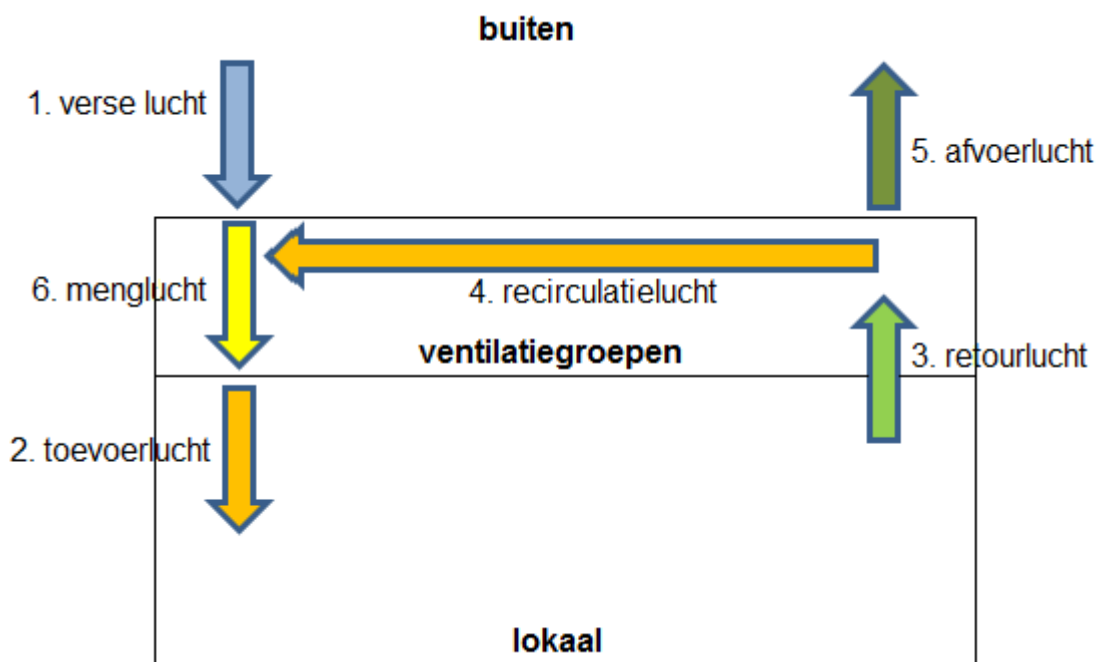 buiten
1. verse lucht
5. afvoerlucht
6. menglucht
4. recirculatielucht
ventilatiegroepen
3. retourlucht
2. toevoerlucht
lokaal